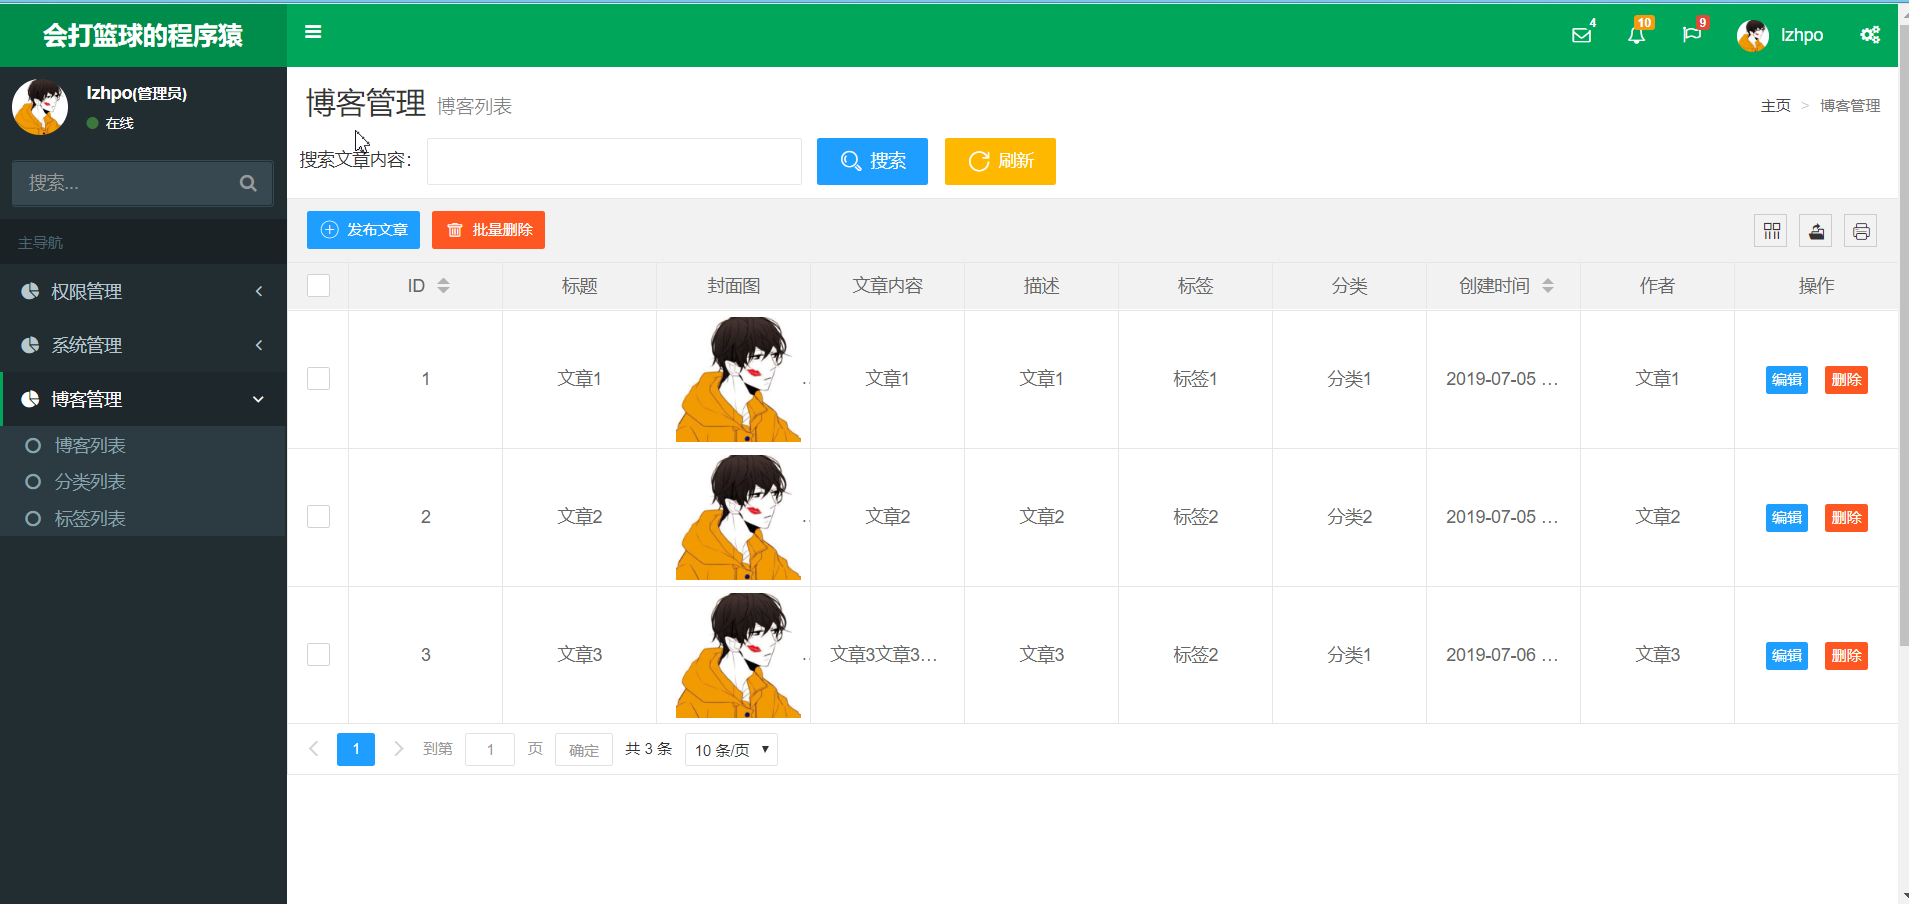 会打篮球的程序猿
4
10
9
lzhpo
lzhpo(管理员)
在线
搜索...
主导航
权限管理
系统管理
博客管理
博客列表
分类列表
标签列表
博客管理 博客列表
主页 > 博客管理
搜索文章内容：
搜索
刷新
发布文章
批量删除
ID 标题 封面图 文章内容 描述 标签 分类 创建时间 作者 操作
1 文章1 .. 文章1 文章1 标签1 分类1 2019-07-05 ... 文章1 编辑 删除
2 文章2 .. 文章2 文章2 标签2 分类2 2019-07-05 ... 文章2 编辑 删除
3 文章3 .. 文章3文章3... 文章3 标签2 分类1 2019-07-06 ... 文章3 编辑 删除
1 到第 1 页 确定 共 3 条 10 条/页